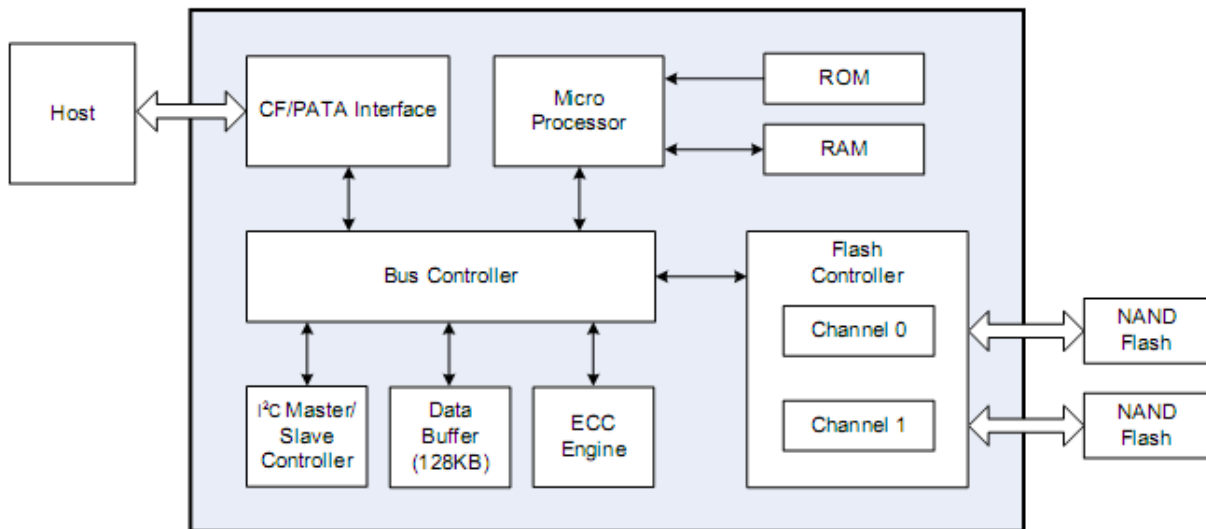 Host
CF/PATA Interface
Micro
Processor
ROM
RAM
Bus Controller
Flash
Controller
Channel 0
Channel 1
NAND
Flash
NAND
Flash
I²C Master/
Slave
Controller
Data
Buffer
(128KB)
ECC
Engine